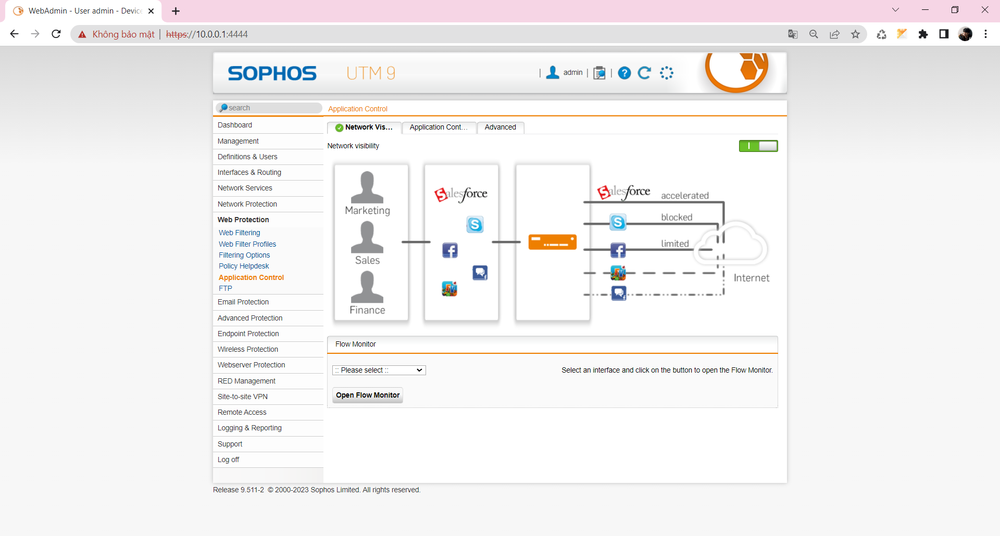 WebAdmin - User admin - Device
Không bảo mật
https://10.0.0.1:4444
SOPHOS
UTM 9
admin
search
Application Control
Dashboard
Management
Definitions & Users
Interfaces & Routing
Network Services
Network Protection
Web Protection
Web Filtering
Web Filter Profiles
Filtering Options
Policy Helpdesk
Application Control
FTP
Email Protection
Advanced Protection
Endpoint Protection
Wireless Protection
Webserver Protection
RED Management
Site-to-site VPN
Remote Access
Logging & Reporting
Support
Log off
Network Vis...
Application Cont...
Advanced
Network visibility
Marketing
Sales
Finance
Salesforce
Salesforce
accelerated
blocked
limited
Internet
Flow Monitor
:: Please select ::
Select an interface and click on the button to open the Flow Monitor.
Open Flow Monitor
Release 9.511-2 © 2000-2023 Sophos Limited. All rights reserved.